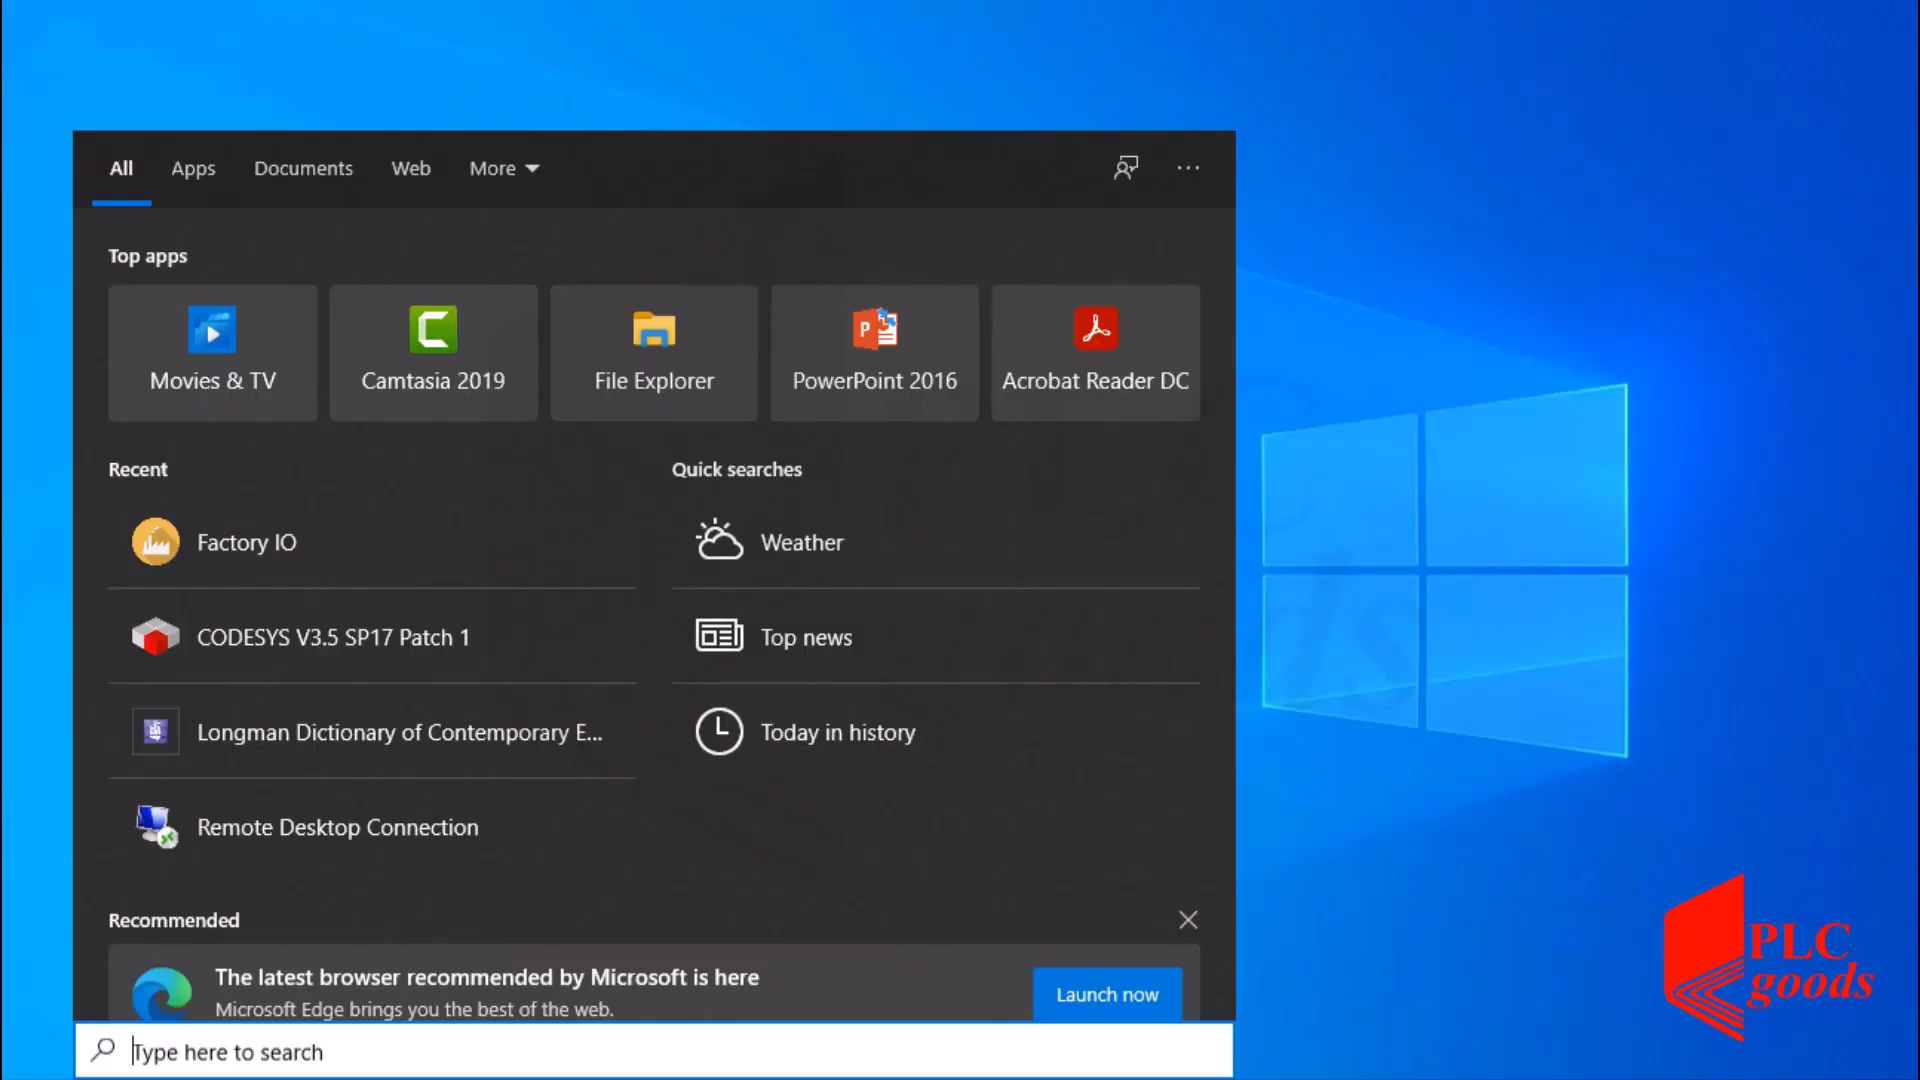 All
Apps
Documents
Web
More
Top apps
Movies & TV
Camtasia 2019
File Explorer
PowerPoint 2016
Acrobat Reader DC
Recent
Factory IO
CODESYS V3.5 SP17 Patch 1
Longman Dictionary of Contemporary E...
Remote Desktop Connection
Quick searches
Weather
Top news
Today in history
Recommended
The latest browser recommended by Microsoft is here
Microsoft Edge brings you the best of the web.
Launch now
Type here to search
PLC
goods